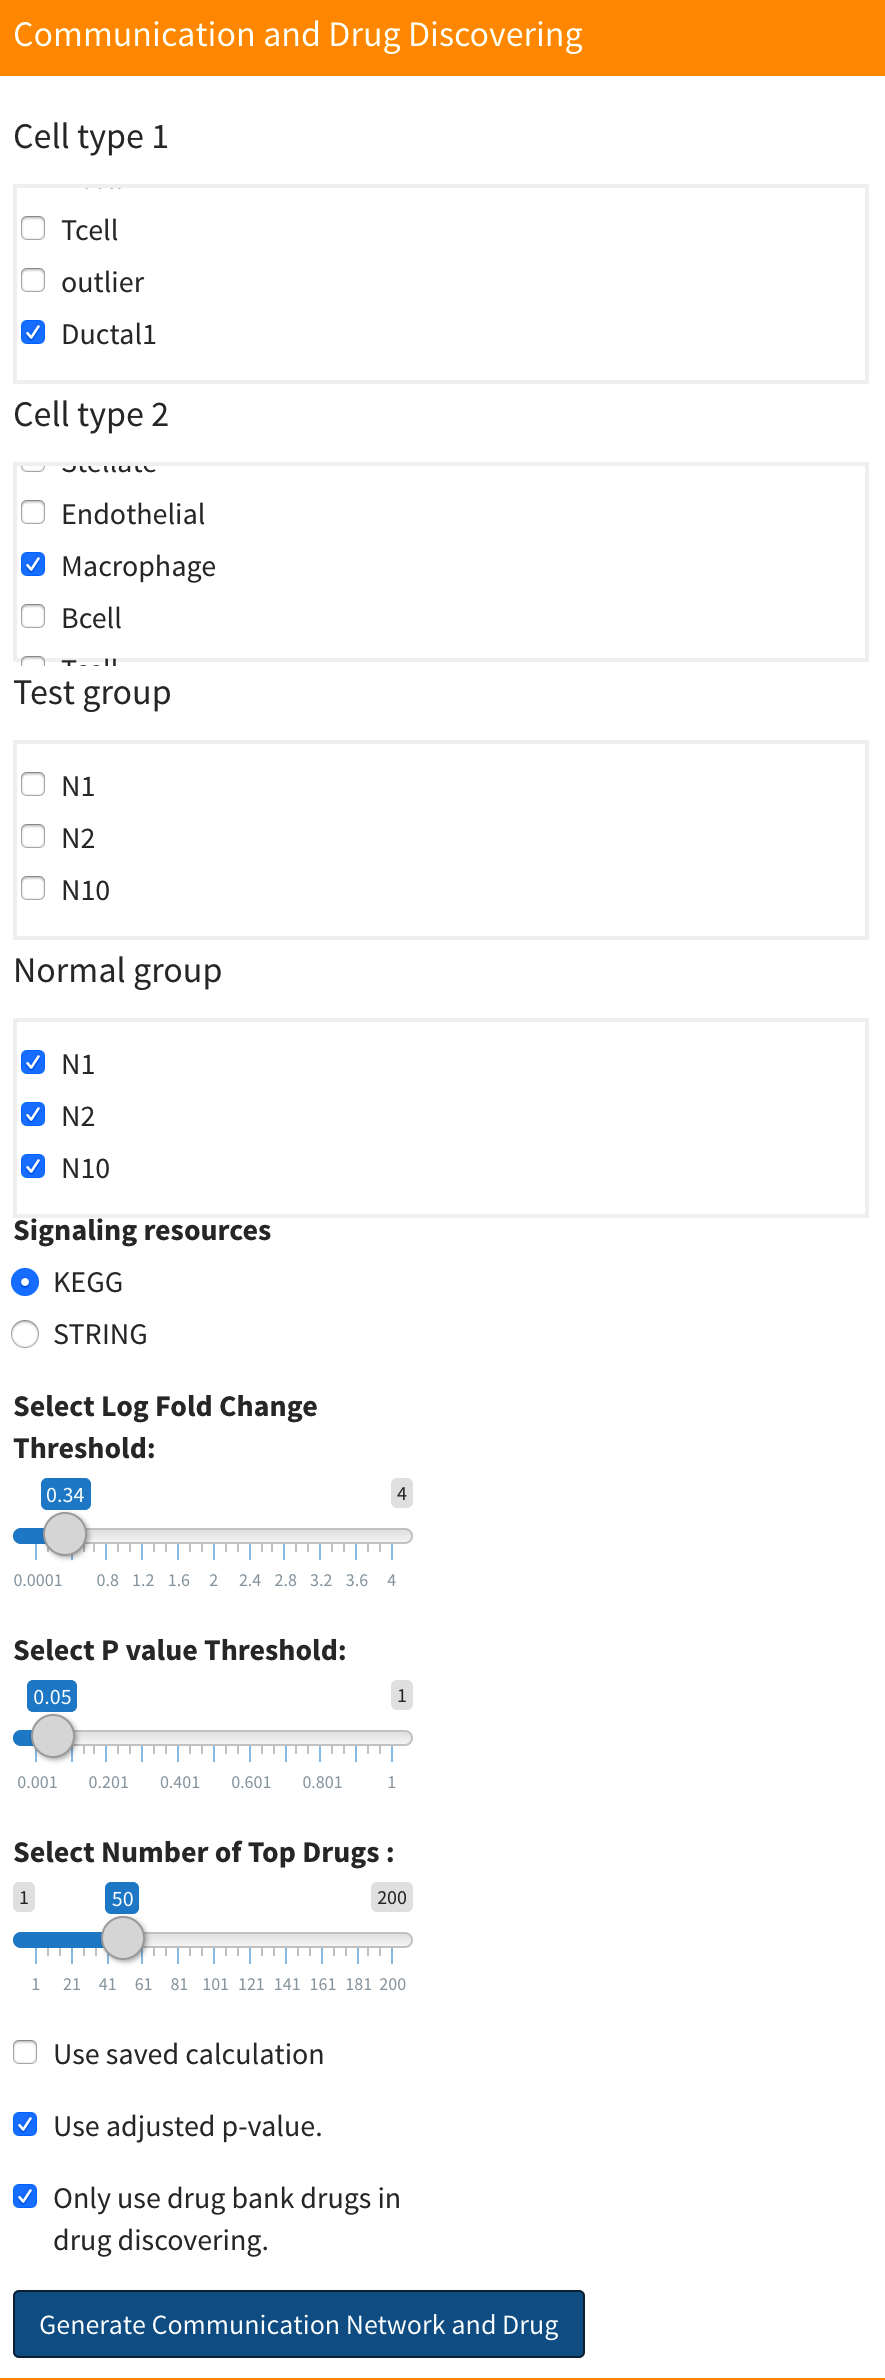 Communication and Drug Discovering
Cell type 1
Tcell
outlier
Ductal1
Cell type 2
Stellate
Endothelial
Macrophage
Bcell
Tcell
Test group
N1
N2
N10
Normal group
N1
N2
N10
Signaling resources
KEGG
STRING
Select Log Fold Change
Threshold:
0.34 4
0.0001 0.8 1.2 1.6 2 2.4 2.8 3.2 3.6 4
Select P value Threshold:
0.05 1
0.001 0.201 0.401 0.601 0.801 1
Select Number of Top Drugs :
1 50 200
1 21 41 61 81 101 121 141 161 181 200
Use saved calculation
Use adjusted p-value.
Only use drug bank drugs in
drug discovering.
Generate Communication Network and Drug